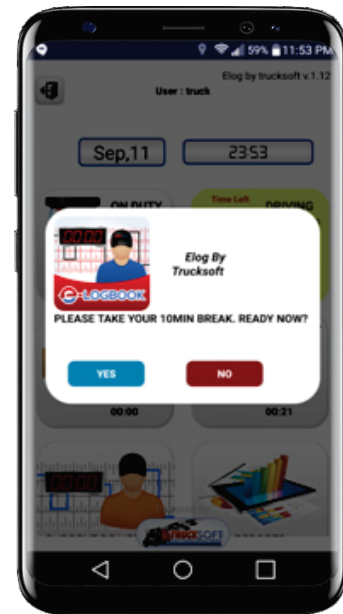 59% 11:53 PM
Elog by trucksoft v.1.12
User : truck
Sep,11
23:53
ON DUTY
Time Left
DRIVING
00:00
Elog By
Trucksoft
e-LOGBOOK
PLEASE TAKE YOUR 10MIN BREAK. READY NOW?
YES
NO
00:00
00:21
TRUCKSOFT